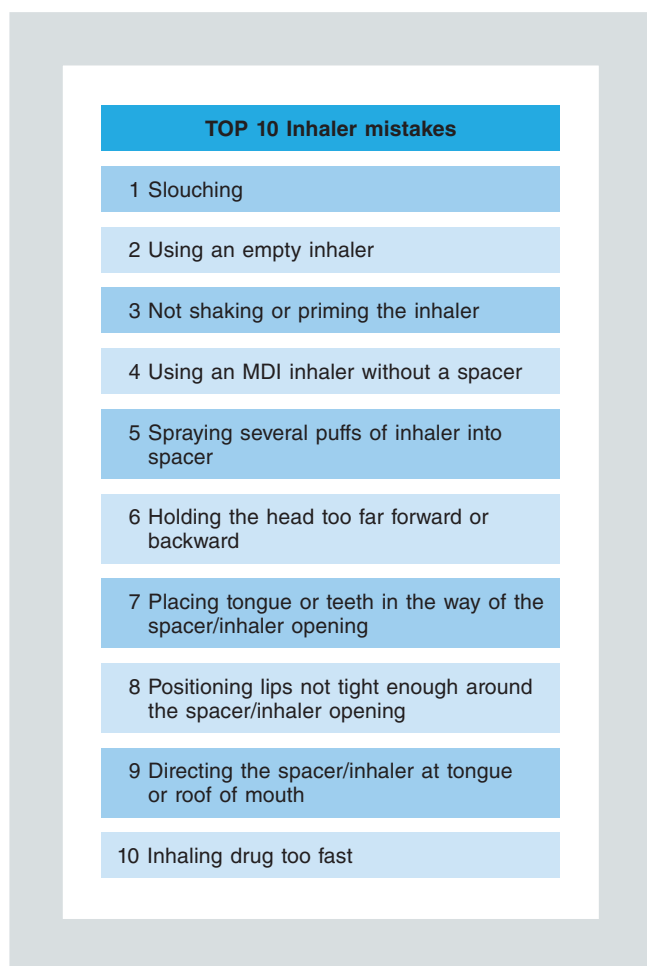 TOP 10 Inhaler mistakes
1 Slouching
2 Using an empty inhaler
3 Not shaking or priming the inhaler
4 Using an MDI inhaler without a spacer
5 Spraying several puffs of inhaler into
spacer
6 Holding the head too far forward or
backward
7 Placing tongue or teeth in the way of the
spacer/inhaler opening
8 Positioning lips not tight enough around
the spacer/inhaler opening
9 Directing the spacer/inhaler at tongue
or roof of mouth
10 Inhaling drug too fast